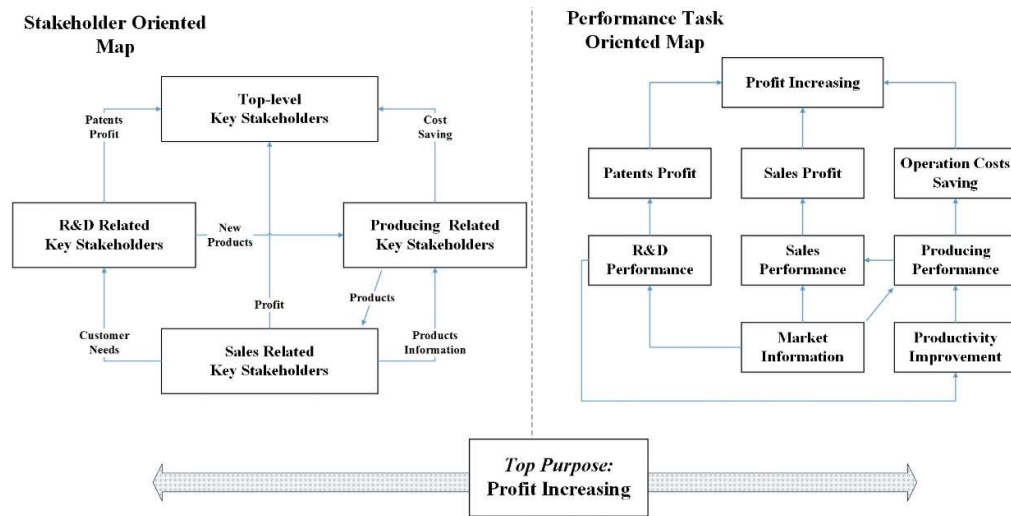 Stakeholder Oriented
Map
Top-level
Key Stakeholders
Patents
Profit
Cost
Saving
R&D Related
Key Stakeholders
New
Products
Producing Related
Key Stakeholders
Products
Profit
Customer
Needs
Products
Information
Sales Related
Key Stakeholders
Performance Task
Oriented Map
Profit Increasing
Patents Profit
Sales Profit
Operation Costs
Saving
R&D
Performance
Sales
Performance
Producing
Performance
Market
Information
Productivity
Improvement
Top Purpose:
Profit Increasing